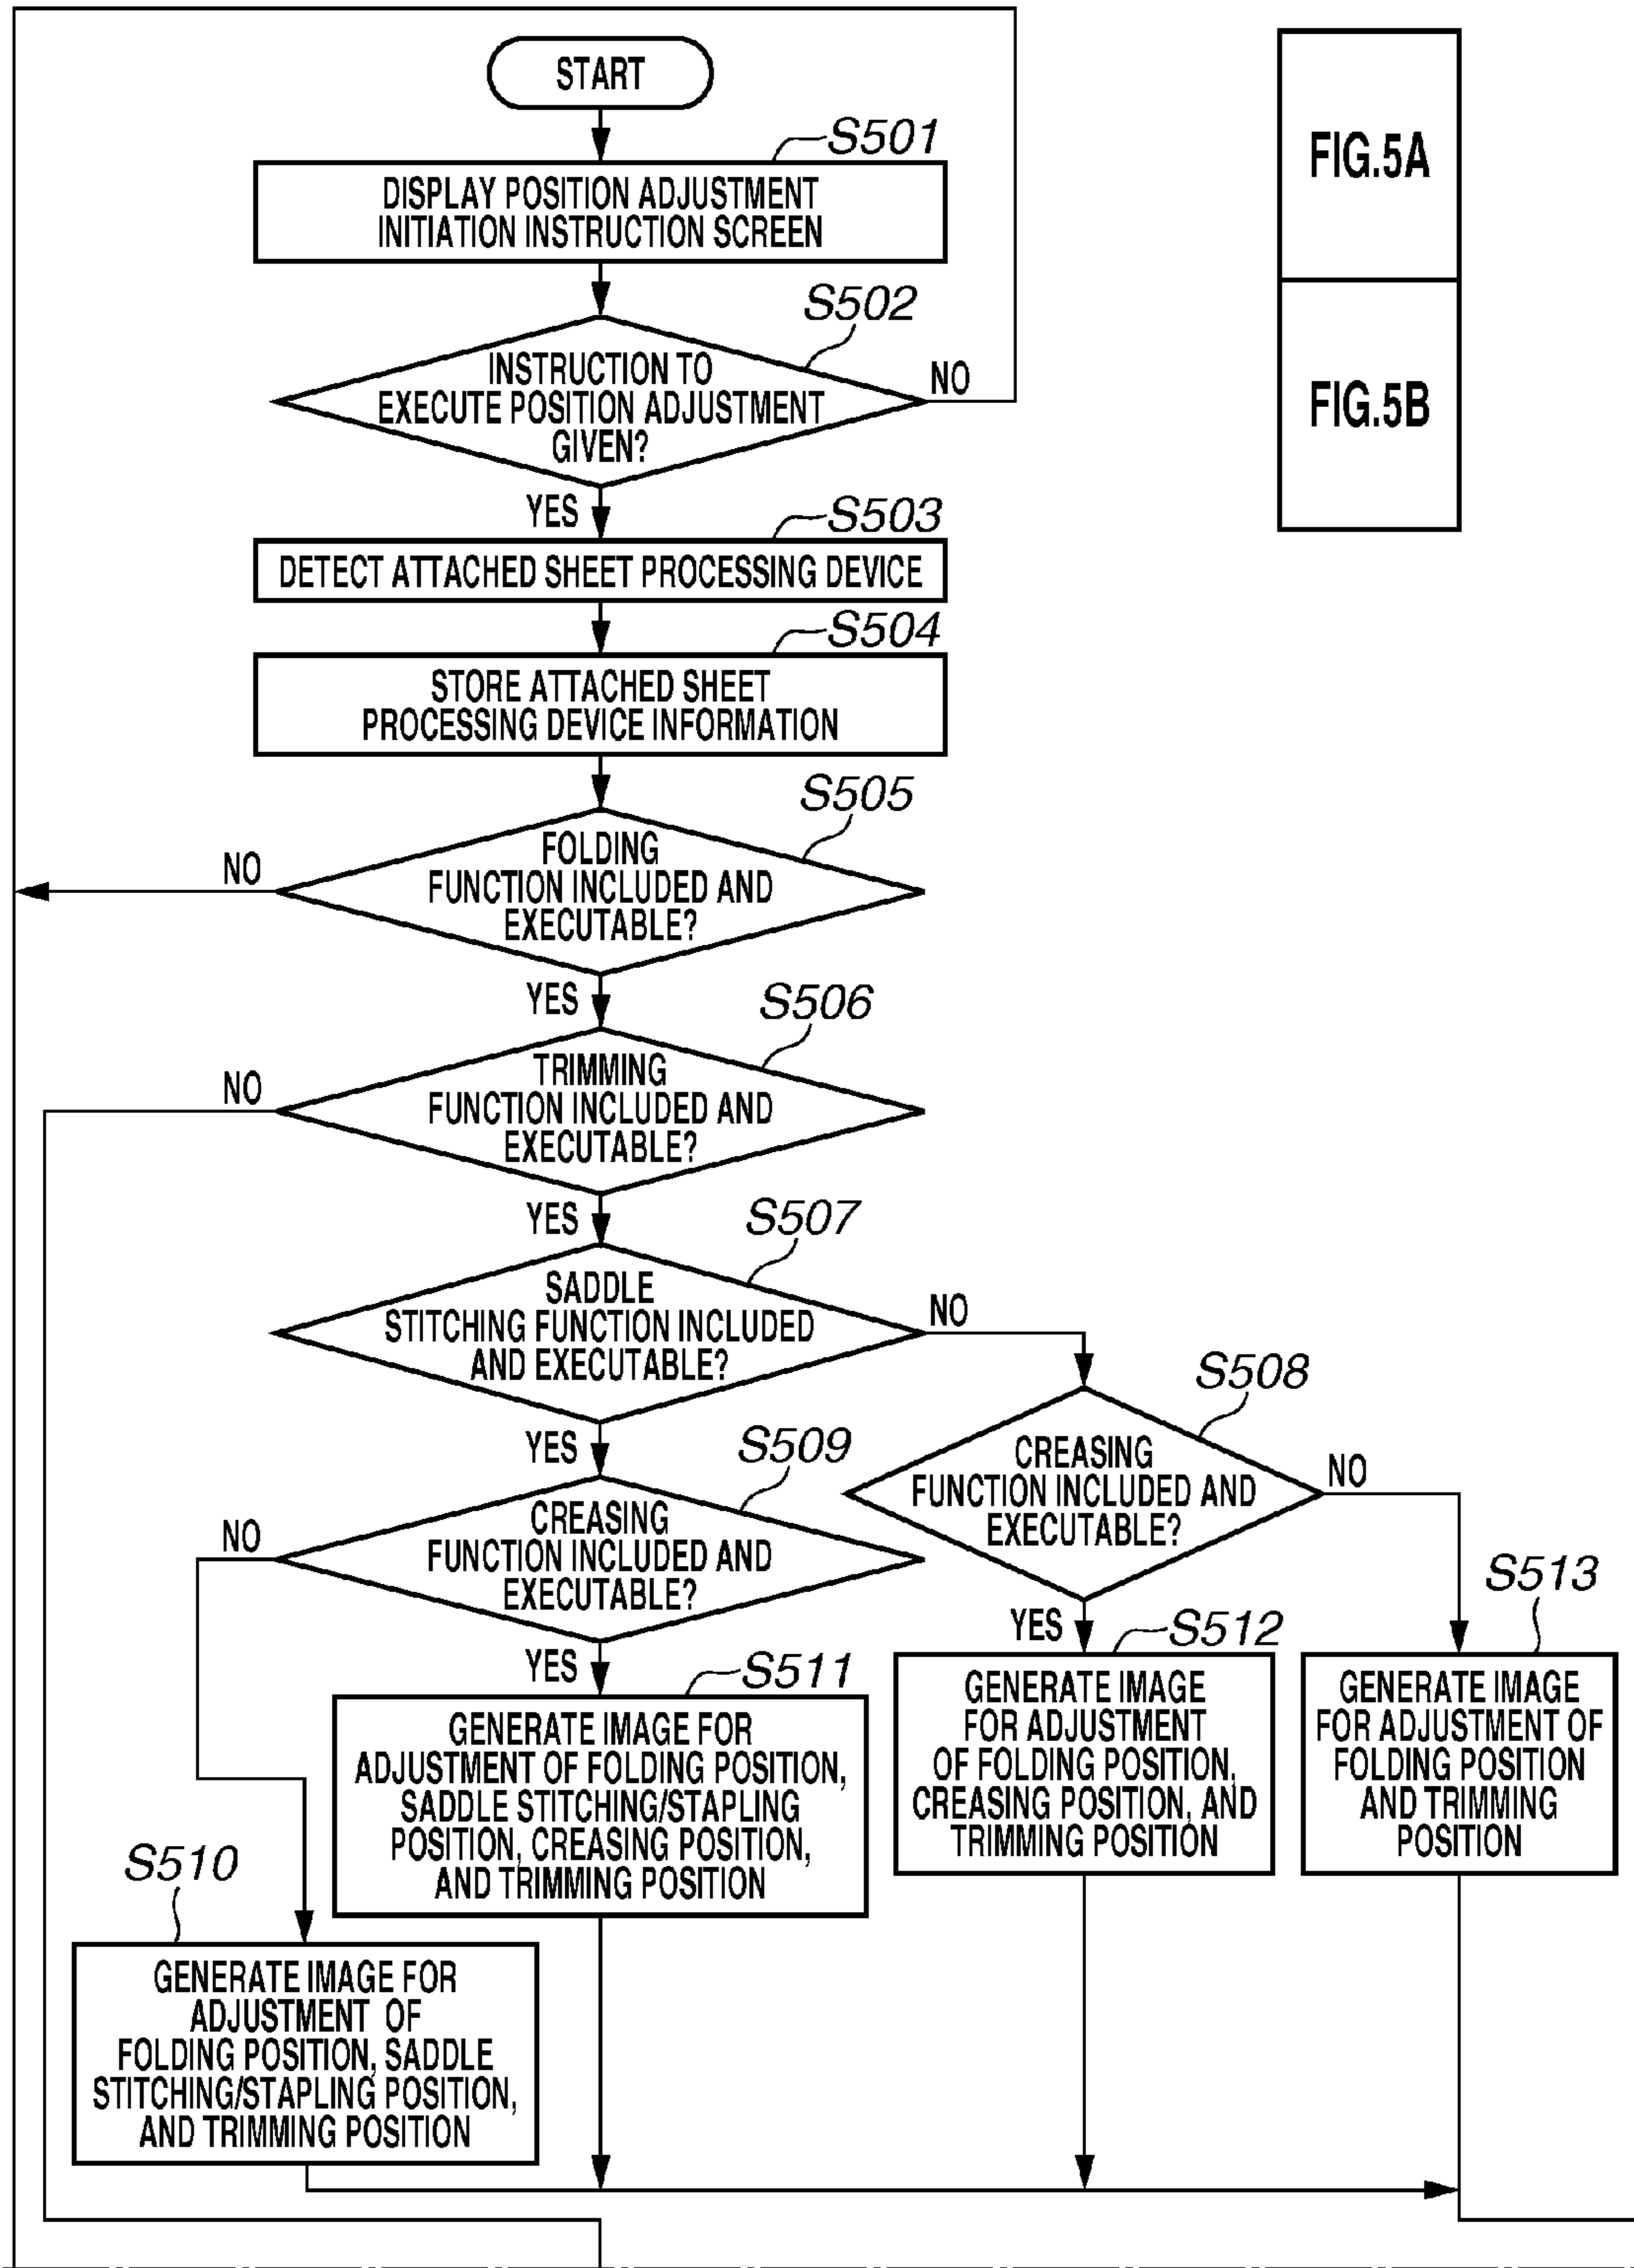 START
S501
DISPLAY POSITION ADJUSTMENT
INITIATION INSTRUCTION SCREEN
S502
INSTRUCTION TO
EXECUTE POSITION ADJUSTMENT
GIVEN?
NO
YES
S503
DETECT ATTACHED SHEET PROCESSING DEVICE
S504
STORE ATTACHED SHEET
PROCESSING DEVICE INFORMATION
S505
FOLDING
FUNCTION INCLUDED AND
EXECUTABLE?
NO
YES
S506
TRIMMING
FUNCTION INCLUDED AND
EXECUTABLE?
NO
YES
S507
SADDLE
STITCHING FUNCTION INCLUDED
AND EXECUTABLE?
NO
YES
S508
CREASING
FUNCTION INCLUDED AND
EXECUTABLE?
NO
YES
S509
CREASING
FUNCTION INCLUDED AND
EXECUTABLE?
NO
YES
S510
GENERATE IMAGE FOR
ADJUSTMENT OF
FOLDING POSITION, SADDLE
STITCHING/STAPLING POSITION,
AND TRIMMING POSITION
S511
GENERATE IMAGE FOR
ADJUSTMENT OF FOLDING POSITION,
SADDLE STITCHING/STAPLING
POSITION, CREASING POSITION,
AND TRIMMING POSITION
S512
GENERATE IMAGE
FOR ADJUSTMENT
OF FOLDING POSITION,
CREASING POSITION, AND
TRIMMING POSITION
S513
GENERATE IMAGE
FOR ADJUSTMENT OF
FOLDING POSITION
AND TRIMMING
POSITION
FIG.5A
FIG.5B